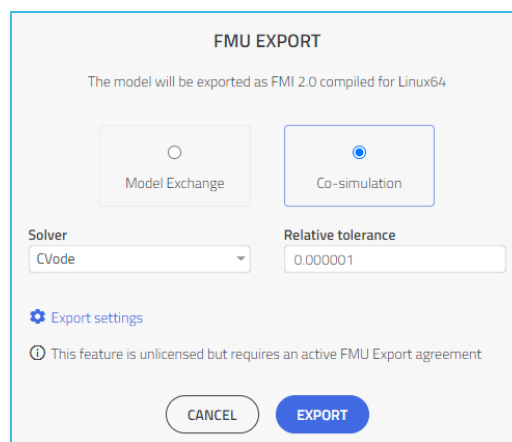 FMU EXPORT
The model will be exported as FMI 2.0 compiled for Linux64
Model Exchange
Co-simulation
Solver
Relative tolerance
CVode
0.000001
Export settings
This feature is unlicensed but requires an active FMU Export agreement
CANCEL
EXPORT